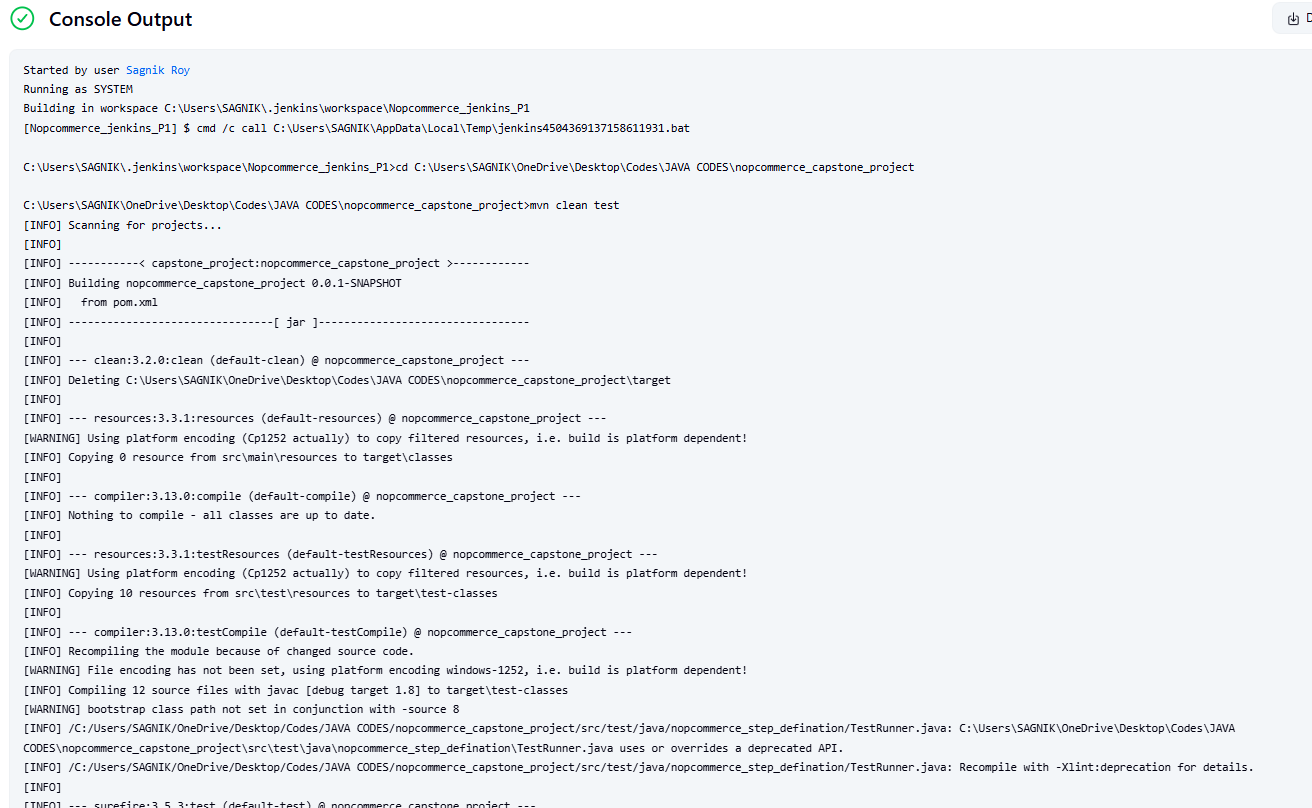 Console Output
D
Started by user Sagnik Roy
Running as SYSTEM
Building in workspace C:\Users\SAGNIK\.jenkins\workspace\Nopcommerce_jenkins_P1
[Nopcommerce_jenkins_P1] $ cmd /c call C:\Users\SAGNIK\AppData\Local\Temp\jenkins4504369137158611931.bat
C:\Users\SAGNIK\.jenkins\workspace\Nopcommerce_jenkins_P1>cd C:\Users\SAGNIK\OneDrive\Desktop\Codes\JAVA CODES\nopcommerce_capstone_project
C:\Users\SAGNIK\OneDrive\Desktop\Codes\JAVA CODES\nopcommerce_capstone_project>mvn clean test
[INFO] Scanning for projects...
[INFO]
[INFO] -----------< capstone_project:nopcommerce_capstone_project >------------
[INFO] Building nopcommerce_capstone_project 0.0.1-SNAPSHOT
[INFO]   from pom.xml
[INFO] --------------------------------[ jar ]---------------------------------
[INFO]
[INFO] --- clean:3.2.0:clean (default-clean) @ nopcommerce_capstone_project ---
[INFO] Deleting C:\Users\SAGNIK\OneDrive\Desktop\Codes\JAVA CODES\nopcommerce_capstone_project\target
[INFO]
[INFO] --- resources:3.3.1:resources (default-resources) @ nopcommerce_capstone_project ---
[WARNING] Using platform encoding (Cp1252 actually) to copy filtered resources, i.e. build is platform dependent!
[INFO] Copying 0 resource from src\main\resources to target\classes
[INFO]
[INFO] --- compiler:3.13.0:compile (default-compile) @ nopcommerce_capstone_project ---
[INFO] Nothing to compile - all classes are up to date.
[INFO]
[INFO] --- resources:3.3.1:testResources (default-testResources) @ nopcommerce_capstone_project ---
[WARNING] Using platform encoding (Cp1252 actually) to copy filtered resources, i.e. build is platform dependent!
[INFO] Copying 10 resources from src\test\resources to target\test-classes
[INFO]
[INFO] --- compiler:3.13.0:testCompile (default-testCompile) @ nopcommerce_capstone_project ---
[INFO] Recompiling the module because of changed source code.
[WARNING] File encoding has not been set, using platform encoding windows-1252, i.e. build is platform dependent!
[INFO] Compiling 12 source files with javac [debug target 1.8] to target\test-classes
[WARNING] bootstrap class path not set in conjunction with -source 8
[INFO] /C:/Users/SAGNIK/OneDrive/Desktop/Codes/JAVA CODES/nopcommerce_capstone_project/src/test/java/nopcommerce_step_defination/TestRunner.java: C:\Users\SAGNIK\OneDrive\Desktop\Codes\JAVA
CODES\nopcommerce_capstone_project\src\test\java\nopcommerce_step_defination\TestRunner.java uses or overrides a deprecated API.
[INFO] /C:/Users/SAGNIK/OneDrive/Desktop/Codes/JAVA CODES/nopcommerce_capstone_project/src/test/java/nopcommerce_step_defination/TestRunner.java: Recompile with -Xlint:deprecation for details.
[INFO]
[INFO] --- surefire:3.5.3:test (default-test) @ nopcommerce_capstone_project ---